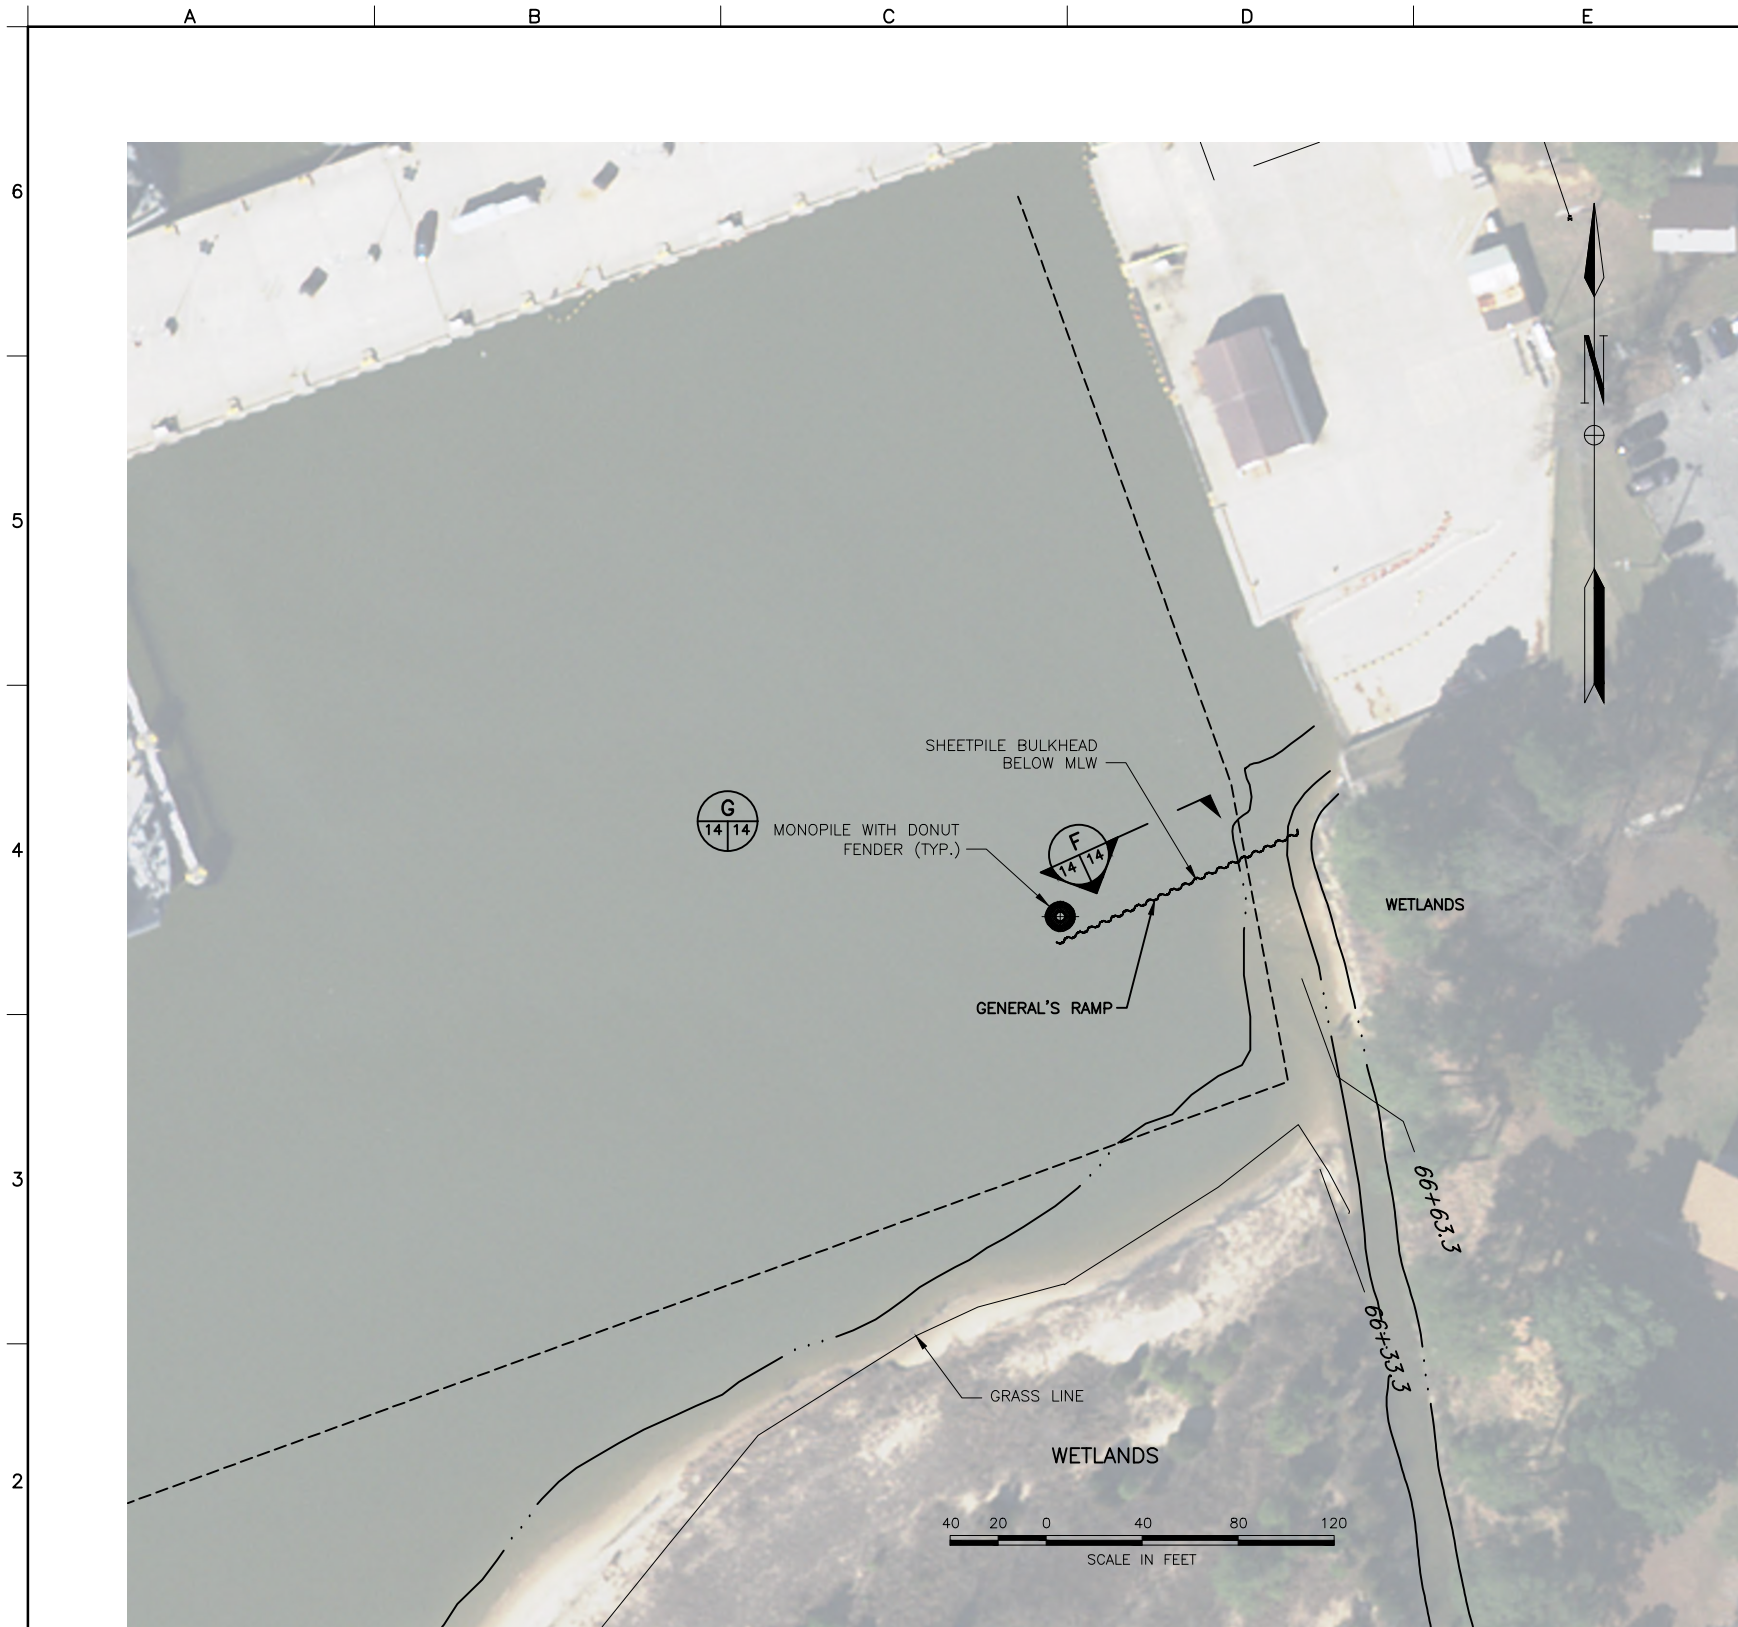 A B C D E
6
N
5
SHEETPILE BULKHEAD
BELOW MLW
G
14 14
MONOPILE WITH DONUT
FENDER (TYP.)
F
14 14
4
WETLANDS
GENERAL'S RAMP
3
66+63.3
66+33.3
GRASS LINE
WETLANDS
2
40 20 0 40 80 120
SCALE IN FEET